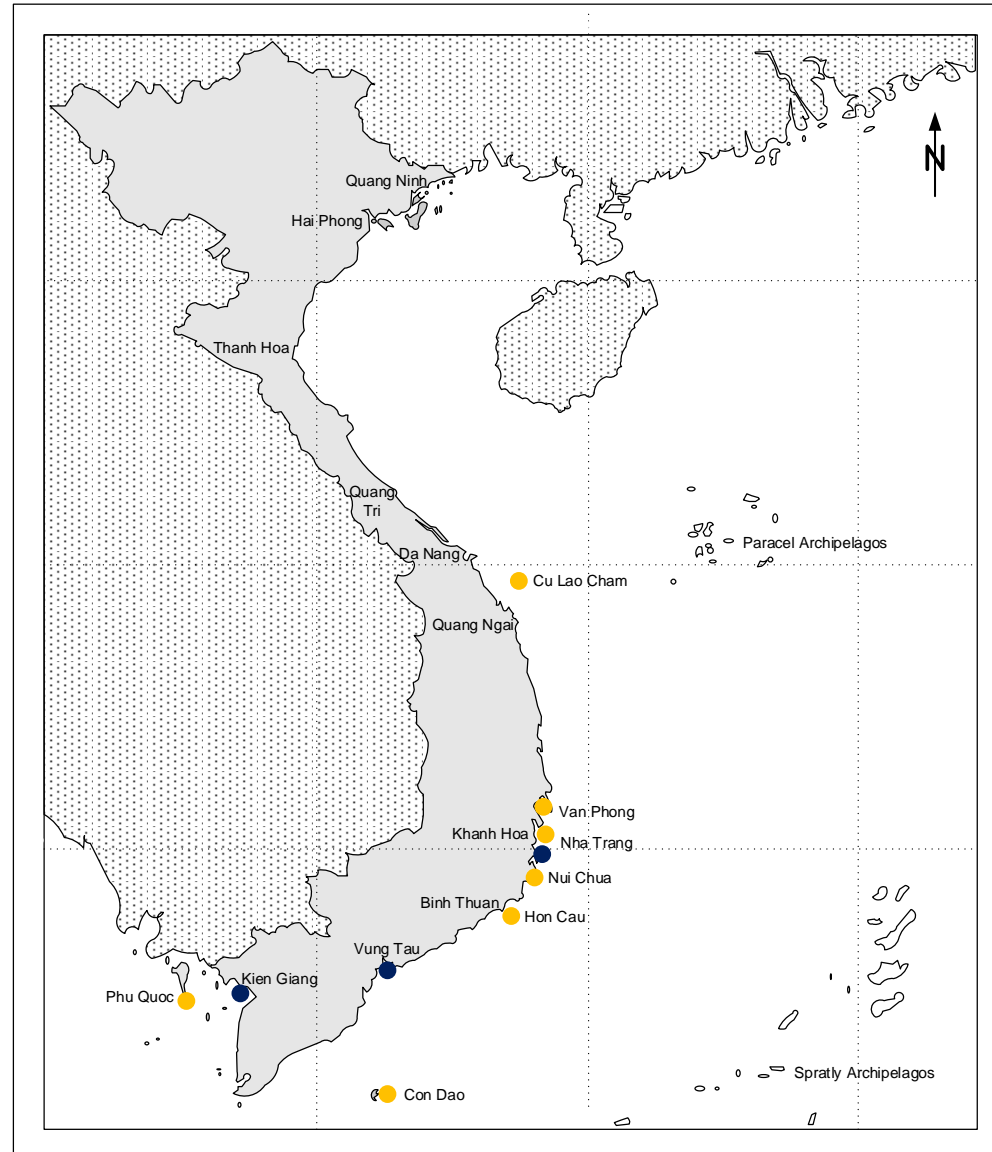 N
Quang Ninh
Hai Phong
Thanh Hoa
Quang
Tri
Paracel Archipelagos
Da Nang
Cu Lao Cham
Quang Ngai
Van Phong
Khanh Hoa
Nha Trang
Nui Chua
Binh Thuan
Hon Cau
Vung Tau
Kien Giang
Phu Quoc
Spratly Archipelagos
Con Dao